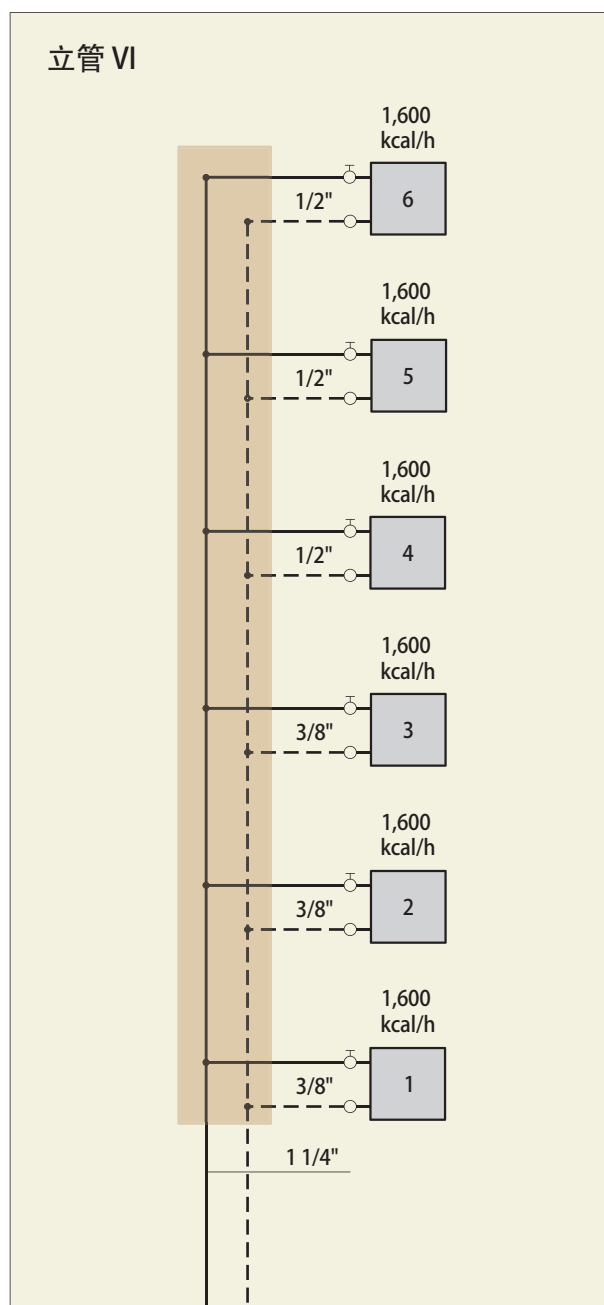 立管 VI
1,600
kcal/h
1/2"
6
1,600
kcal/h
1/2"
5
1,600
kcal/h
1/2"
4
1,600
kcal/h
3/8"
3
1,600
kcal/h
3/8"
2
1,600
kcal/h
3/8"
1
1 1/4"